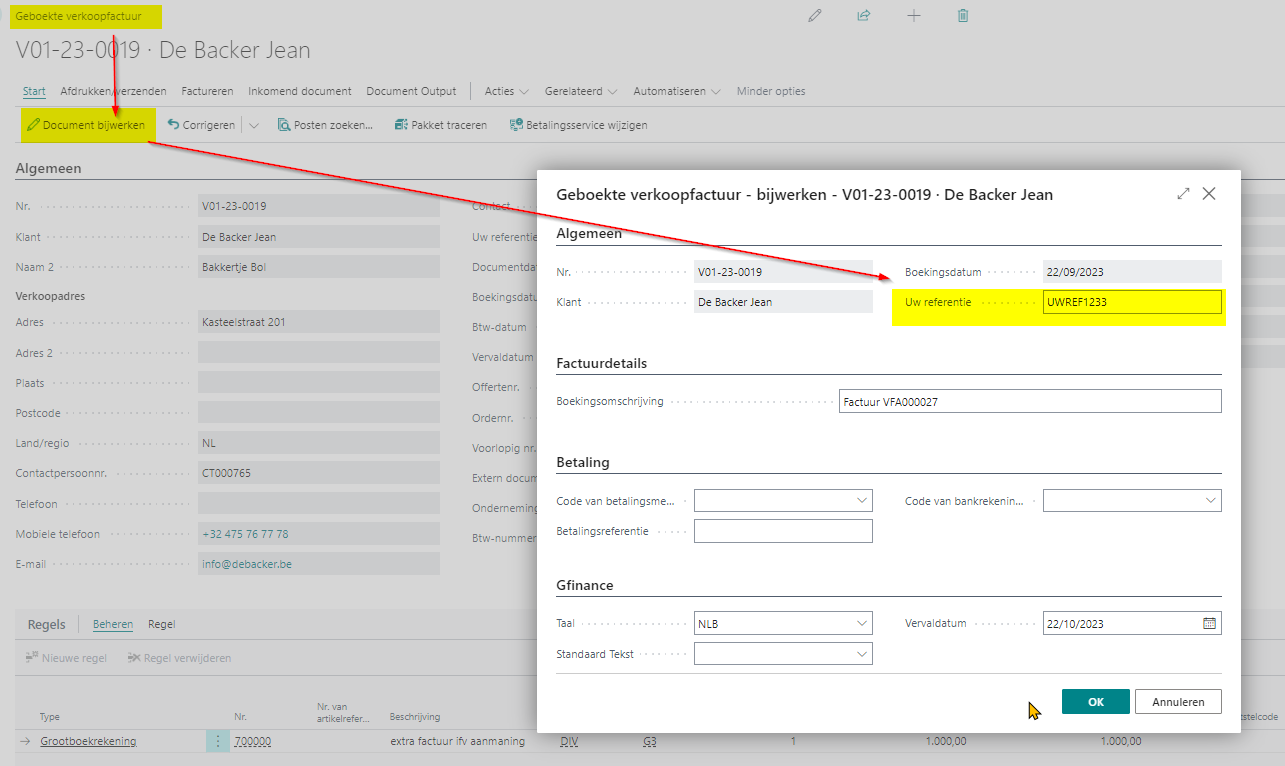 Geboekte verkoopfactuur
V01-23-0019 · De Backer Jean
Start Afdrukken/verzenden Factureren Inkomend document Document Output Acties Gerelateerd Automatiseren Minder opties
Document bijwerken Corrigeren Posten zoeken... Pakket traceren Betalingsservice wijzigen
Algemeen
Nr. V01-23-0019
Klant De Backer Jean
Naam 2 Bakkertje Bol
Verkoopadres
Adres Kasteelstraat 201
Adres 2
Plaats
Postcode
Land/regio NL
Contactpersoonnr. CT000765
Telefoon
Mobiele telefoon +32 475 76 77 78
E-mail info@debacker.be
Contact
Uw referentie
Documentda
Boekingsdatu
Btw-datum
Vervaldatum
Offertenr.
Ordernr.
Voorlopig nr.
Extern docum
Onderneming
Btw-nummer
Geboekte verkoopfactuur - bijwerken - V01-23-0019 · De Backer Jean
Algemeen
Nr. V01-23-0019 Boekingsdatum 22/09/2023
Klant De Backer Jean Uw referentie UWREF1233
Factuurdetails
Boekingsomschrijving Factuur VFA000027
Betaling
Code van betalingsme... Code van bankrekenin...
Betalingsreferentie
Gfinance
Taal NLB Vervaldatum 22/10/2023
Standaard Tekst
OK Annuleren
Regels Beheren Regel
Nieuwe regel Regel verwijderen
Type Nr. Nr. van artikelrefer... Beschrijving tstelcode
Grootboekrekening 700000 extra factuur ifv aanmaning DIV G3 1 1.000,00 1.000,00